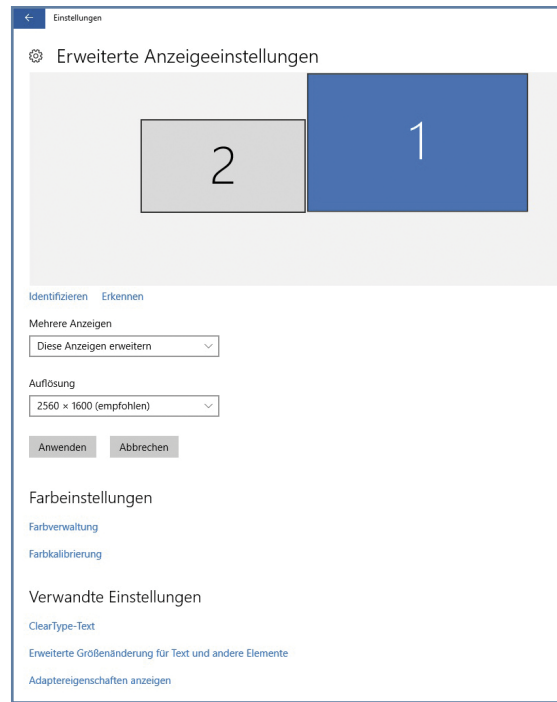 Einstellungen
Erweiterte Anzeigeeinstellungen
2
1
Identifizieren Erkennen
Mehrere Anzeigen
Diese Anzeigen erweitern
Auflösung
2560 × 1600 (empfohlen)
Anwenden Abbrechen
Farbeinstellungen
Farbverwaltung
Farbkalibrierung
Verwandte Einstellungen
ClearType-Text
Erweiterte Größenänderung für Text und andere Elemente
Adaptereigenschaften anzeigen